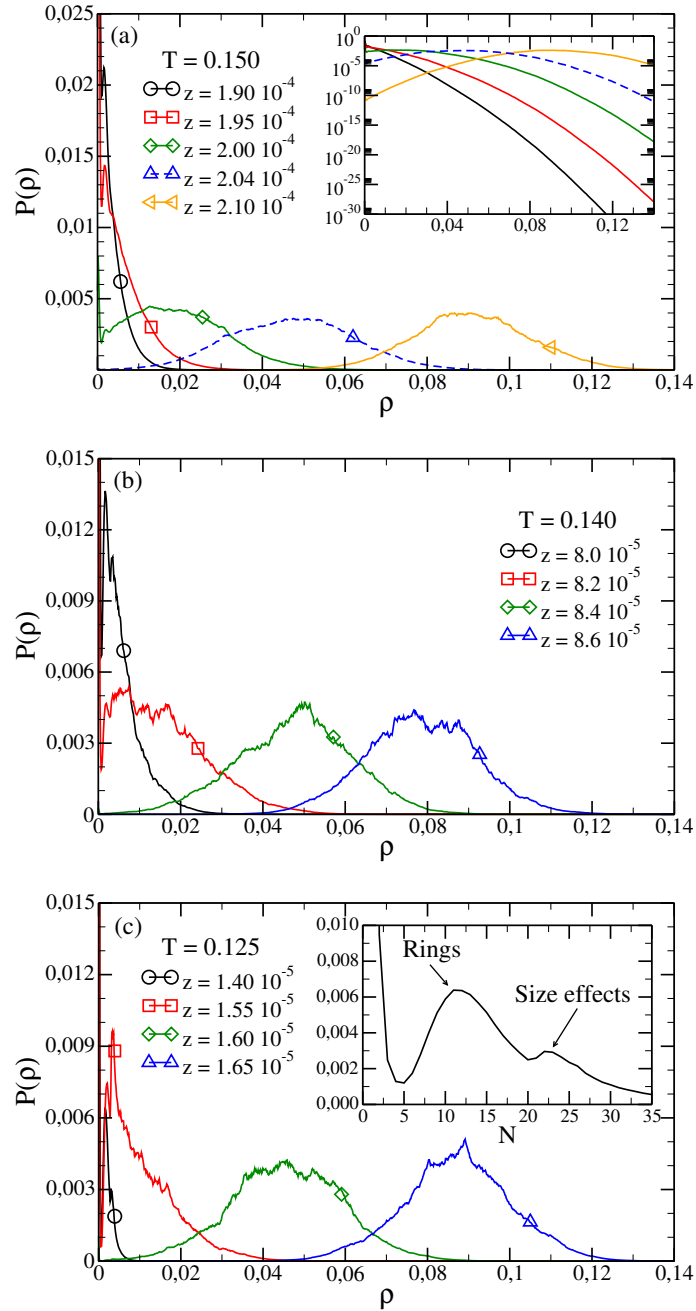 (a)
T = 0.150
z = 1.90 10^-4
z = 1.95 10^-4
z = 2.00 10^-4
z = 2.04 10^-4
z = 2.10 10^-4
0,025
0,02
0,015
0,01
0,005
0
P(ρ)
0 0,02 0,04 0,06 0,08 0,1 0,12 0,14
ρ
10^0
10^-5
10^-10
10^-15
10^-20
10^-25
10^-30
0 0,04 0,08 0,12
(b)
T = 0.140
z = 8.0 10^-5
z = 8.2 10^-5
z = 8.4 10^-5
z = 8.6 10^-5
0,015
0,012
0,009
0,006
0,003
0
P(ρ)
0 0,02 0,04 0,06 0,08 0,1 0,12 0,14
ρ
(c)
T = 0.125
z = 1.40 10^-5
z = 1.55 10^-5
z = 1.60 10^-5
z = 1.65 10^-5
0,015
0,012
0,009
0,006
0,003
0
P(ρ)
0 0,02 0,04 0,06 0,08 0,1 0,12 0,14
ρ
Rings
Size effects
0,010
0,008
0,006
0,004
0,002
0,000
0 5 10 15 20 25 30 35
N